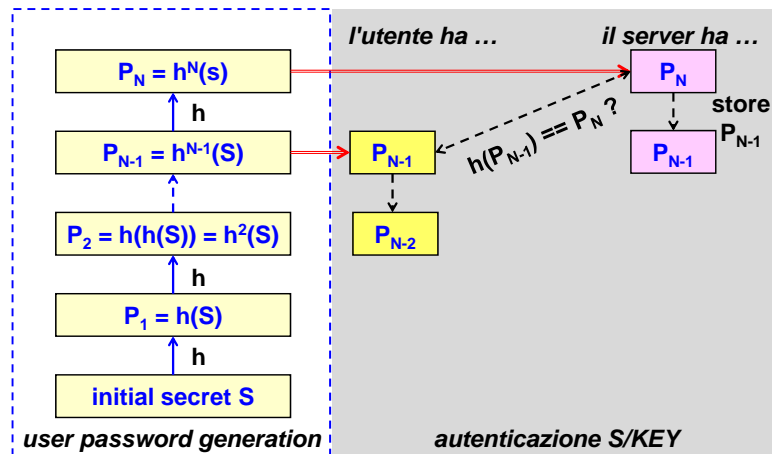 l'utente ha …
il server ha …
P_N = h^N(s)
P_N
h
store
P_N-1
P_N-1 = h^N-1(S)
P_N-1
h(P_N-1) == P_N ?
P_N-1
P_2 = h(h(S)) = h^2(S)
P_N-2
h
P_1 = h(S)
h
initial secret S
user password generation
autenticazione S/KEY